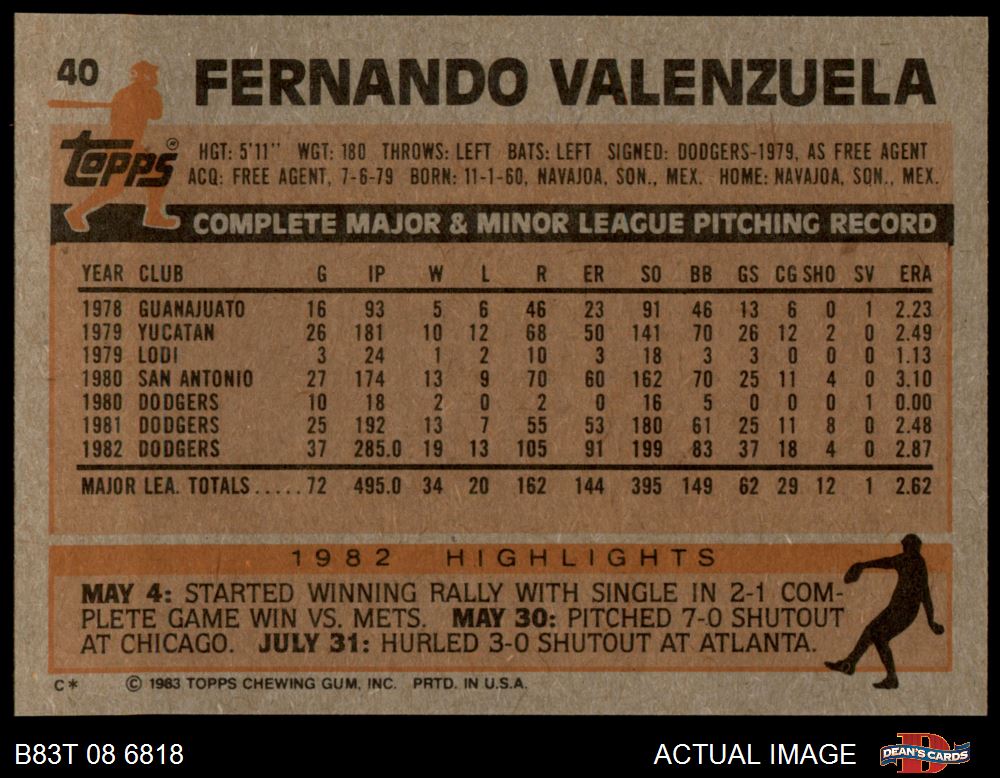 40
FERNANDO VALENZUELA
Topps®
HGT: 5'11" WGT: 180 THROWS: LEFT BATS: LEFT SIGNED: DODGERS-1979, AS FREE AGENT
ACQ: FREE AGENT, 7-6-79 BORN: 11-1-60, NAVAJOA, SON., MEX. HOME: NAVAJOA, SON., MEX.
COMPLETE MAJOR & MINOR LEAGUE PITCHING RECORD
YEAR CLUB G IP W L R ER SO BB GS CG SHO SV ERA
1978 GUANAJUATO 16 93 5 6 46 23 91 46 13 6 0 1 2.23
1979 YUCATAN 26 181 10 12 68 50 141 70 26 12 2 0 2.49
1979 LODI 3 24 1 2 10 3 18 3 3 0 0 0 1.13
1980 SAN ANTONIO 27 174 13 9 70 60 162 70 25 11 4 0 3.10
1980 DODGERS 10 18 2 0 2 0 16 5 0 0 0 1 0.00
1981 DODGERS 25 192 13 7 55 53 180 61 25 11 8 0 2.48
1982 DODGERS 37 285.0 19 13 105 91 199 83 37 18 4 0 2.87
MAJOR LEA. TOTALS.....72 495.0 34 20 162 144 395 149 62 29 12 1 2.62
1982 HIGHLIGHTS
MAY 4: STARTED WINNING RALLY WITH SINGLE IN 2-1 COM-
PLETE GAME WIN VS. METS. MAY 30: PITCHED 7-0 SHUTOUT
AT CHICAGO. JULY 31: HURLED 3-0 SHUTOUT AT ATLANTA.
C* © 1983 TOPPS CHEWING GUM, INC. PRTD. IN U.S.A.
B83T 08 6818 ACTUAL IMAGE DEAN'S CARDS